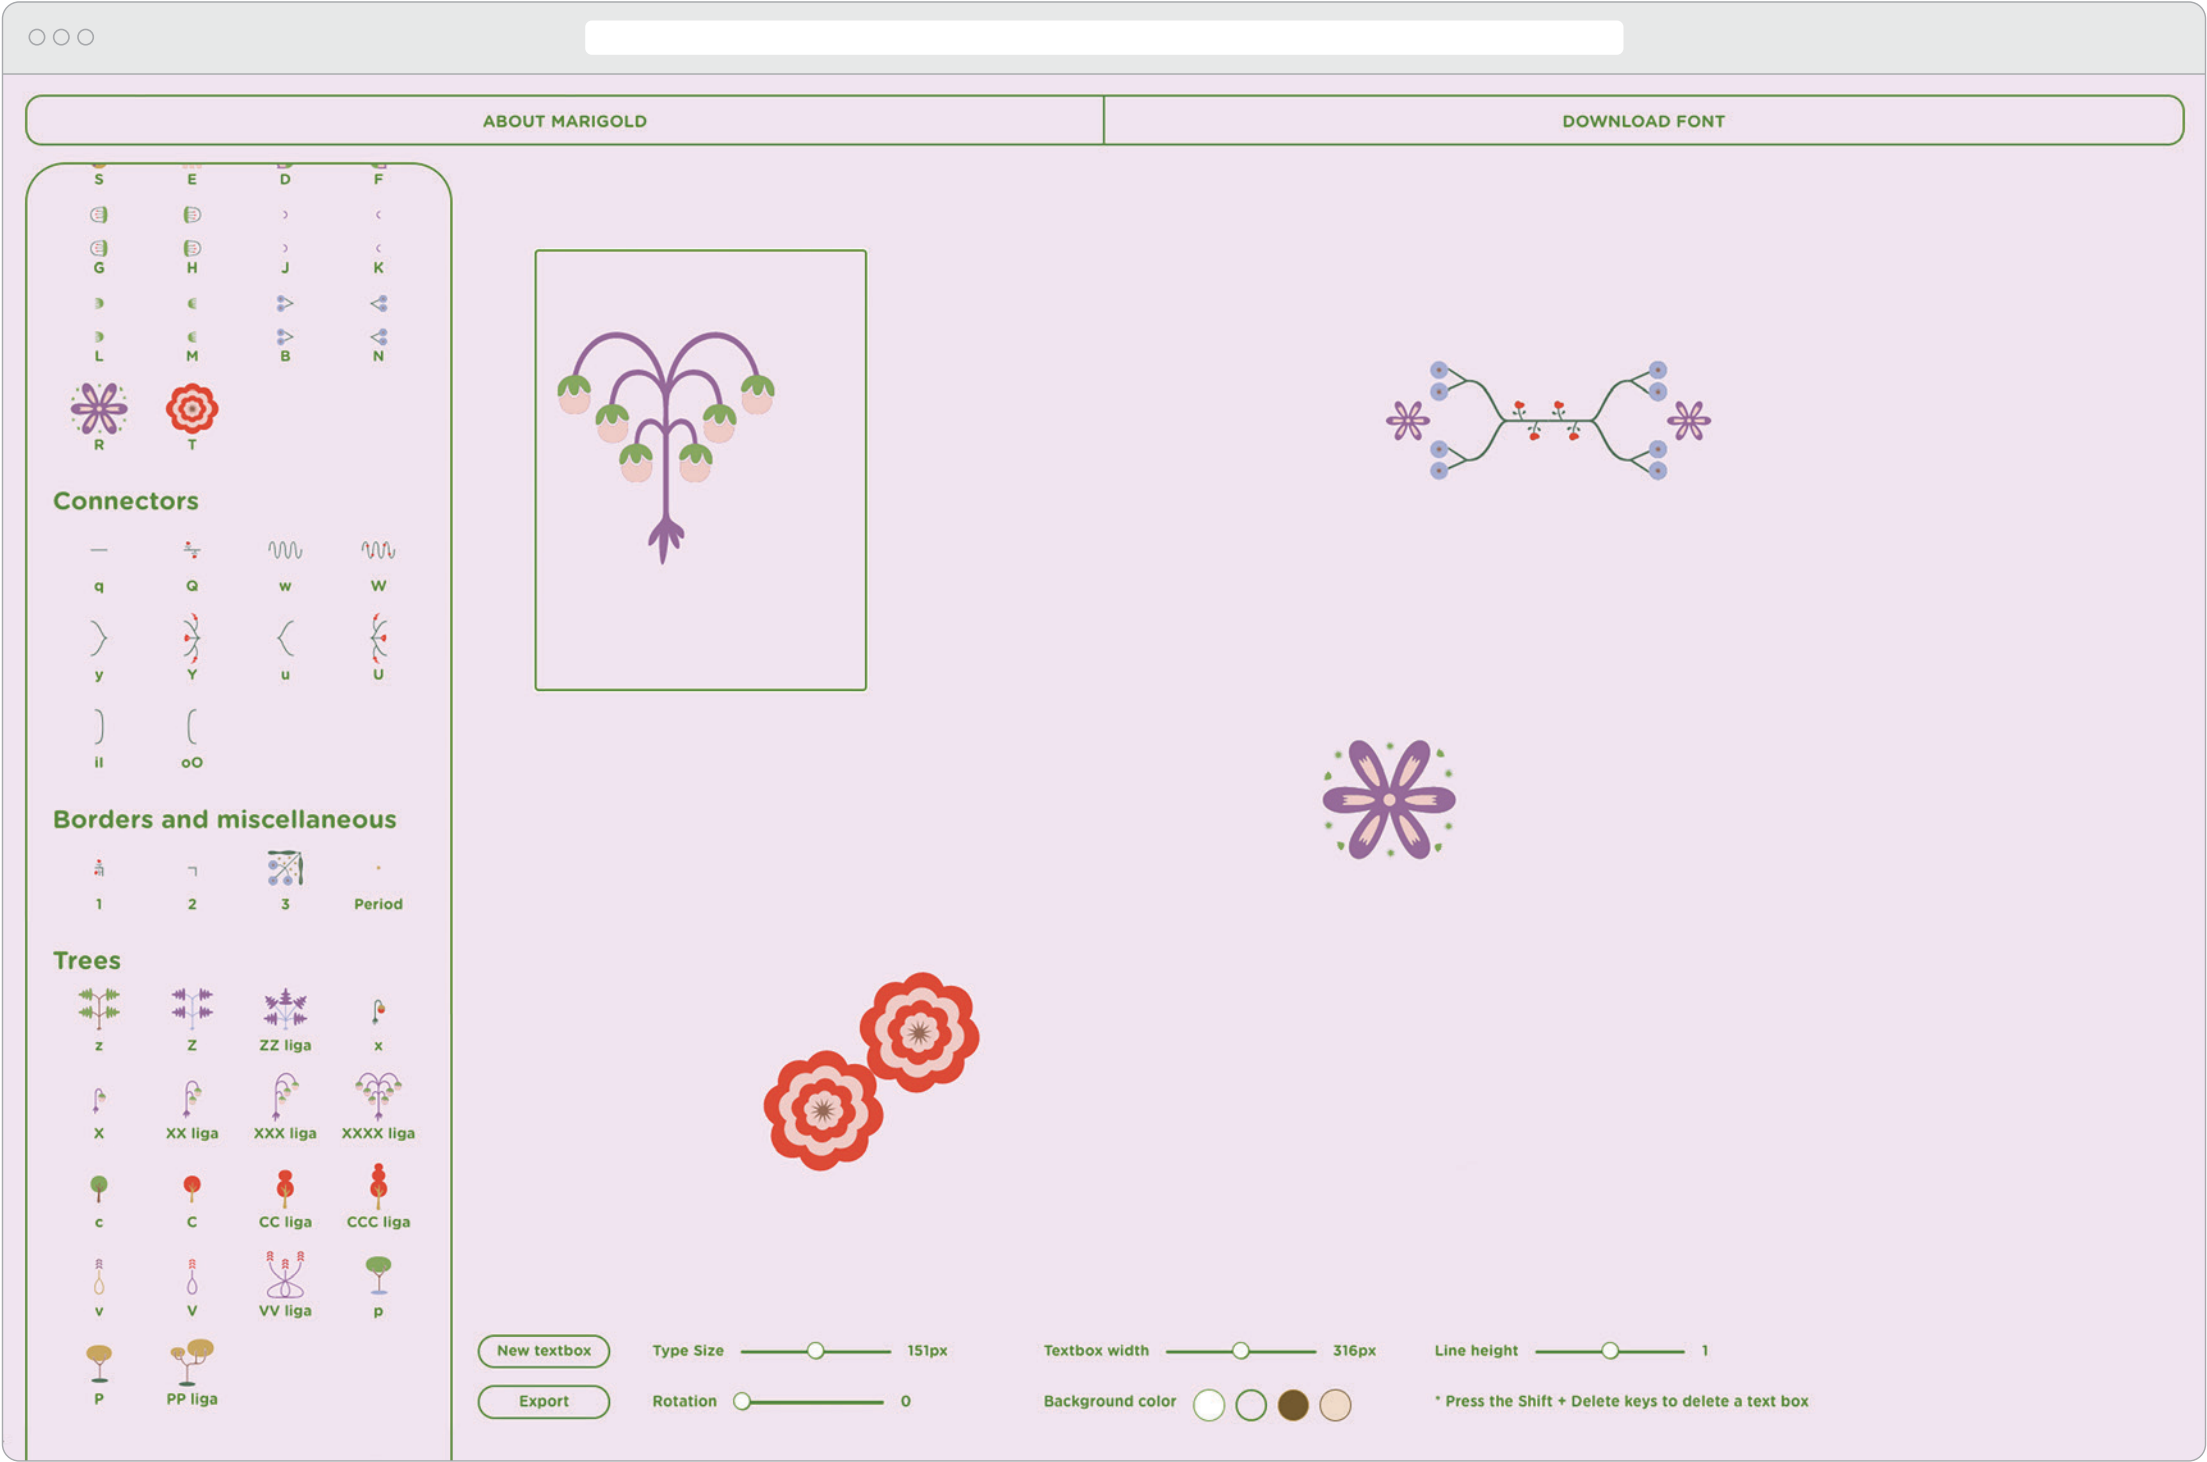 ABOUT MARIGOLD
DOWNLOAD FONT
S E D F
G H J K
L M B N
R T
Connectors
q Q w W
y Y u U
iI oO
Borders and miscellaneous
1 2 3 Period
Trees
z Z ZZ liga x
X XX liga XXX liga XXXX liga
c C CC liga CCC liga
v V VV liga p
P PP liga
New textbox Type Size 151px Textbox width 316px Line height 1
Export Rotation 0 Background color * Press the Shift + Delete keys to delete a text box